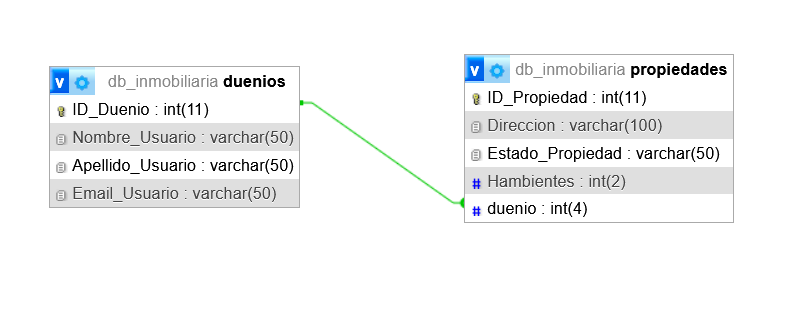 v db_inmobiliaria duenios
ID_Duenio : int(11)
Nombre_Usuario : varchar(50)
Apellido_Usuario : varchar(50)
Email_Usuario : varchar(50)
v db_inmobiliaria propiedades
ID_Propiedad : int(11)
Direccion : varchar(100)
Estado_Propiedad : varchar(50)
# Hambientes : int(2)
# duenio : int(4)